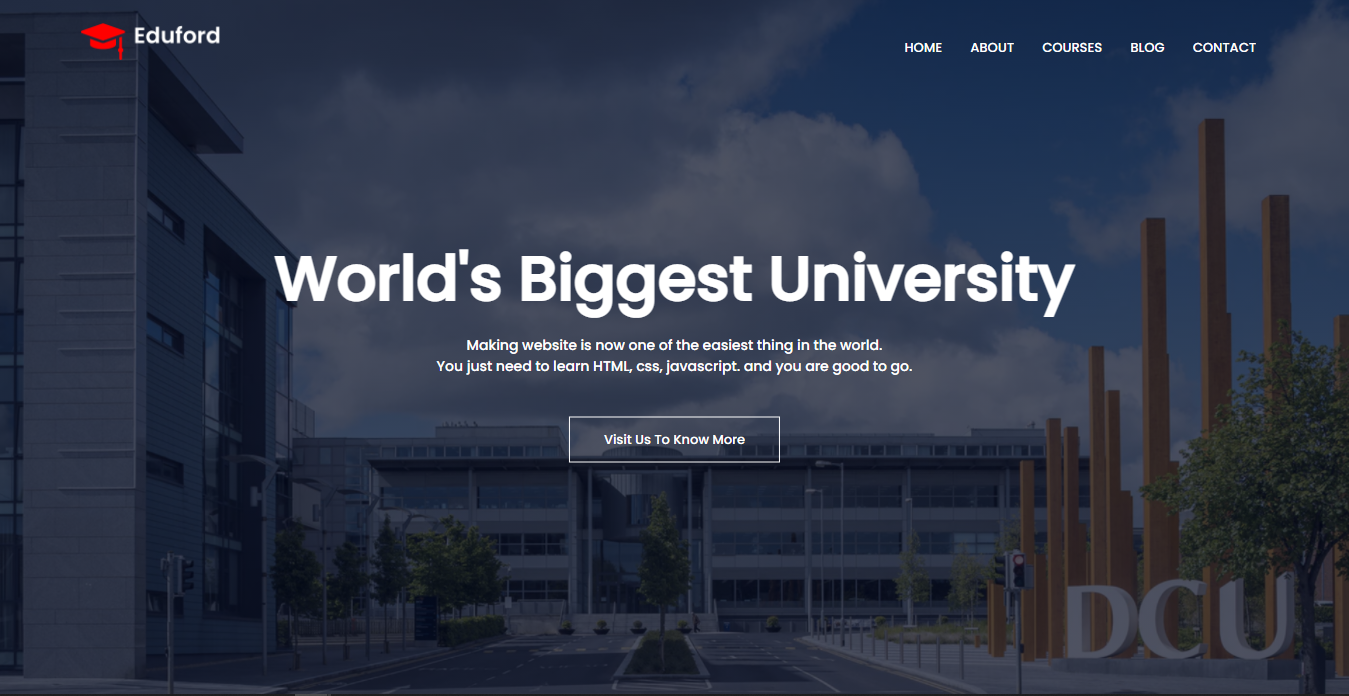 Eduford
HOME ABOUT COURSES BLOG CONTACT
World's Biggest University
Making website is now one of the easiest thing in the world.
You just need to learn HTML, css, javascript. and you are good to go.
Visit Us To Know More
DCU